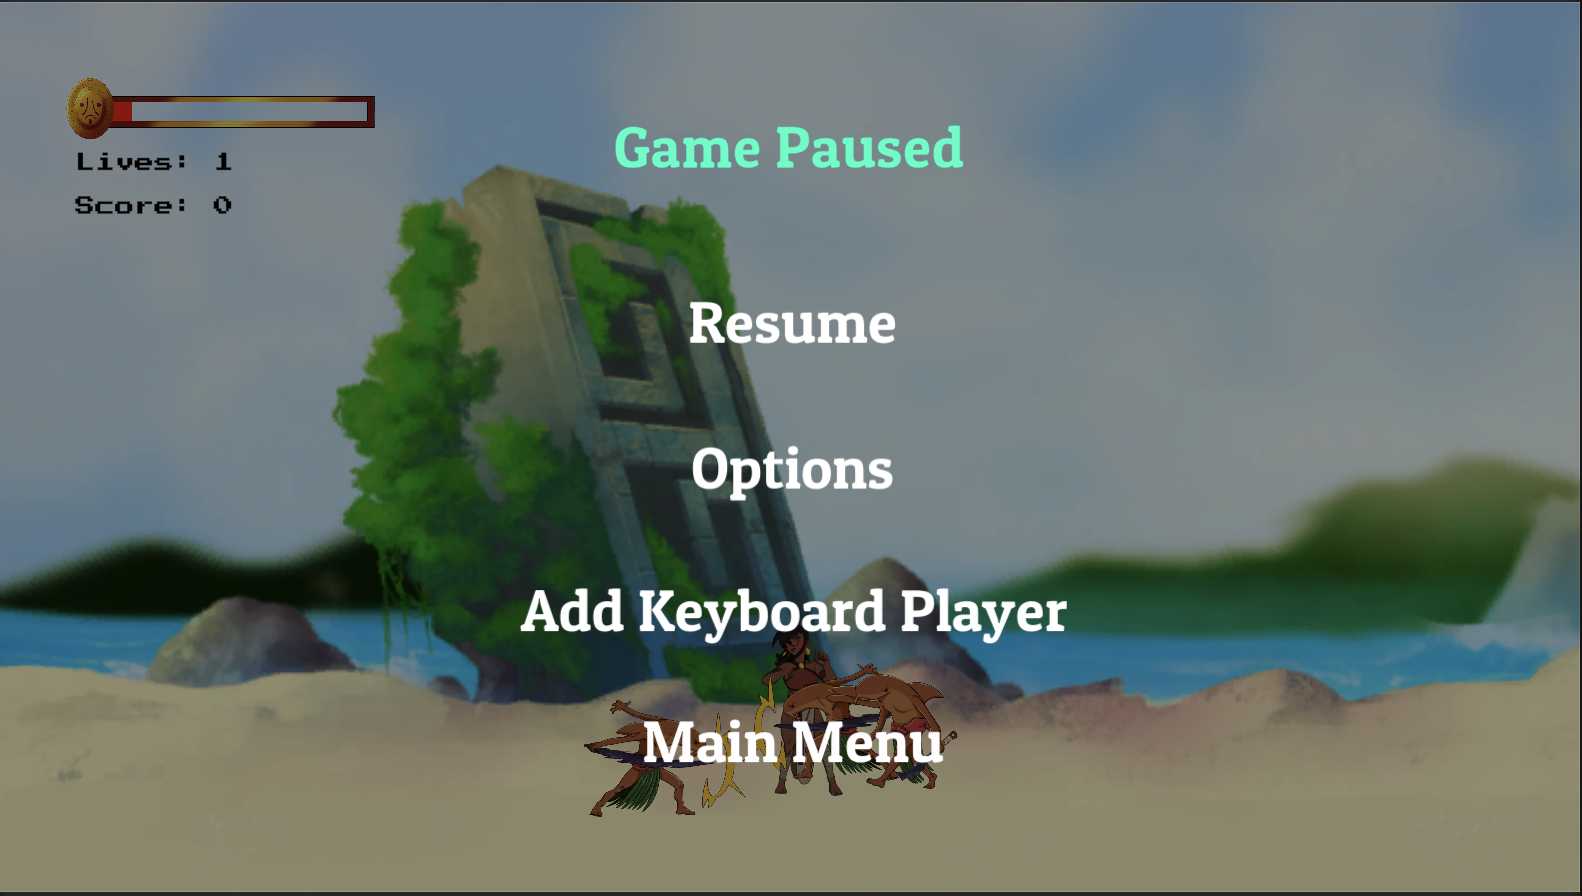 Game Paused
Lives: 1
Score: 0
Resume
Options
Add Keyboard Player
Main Menu